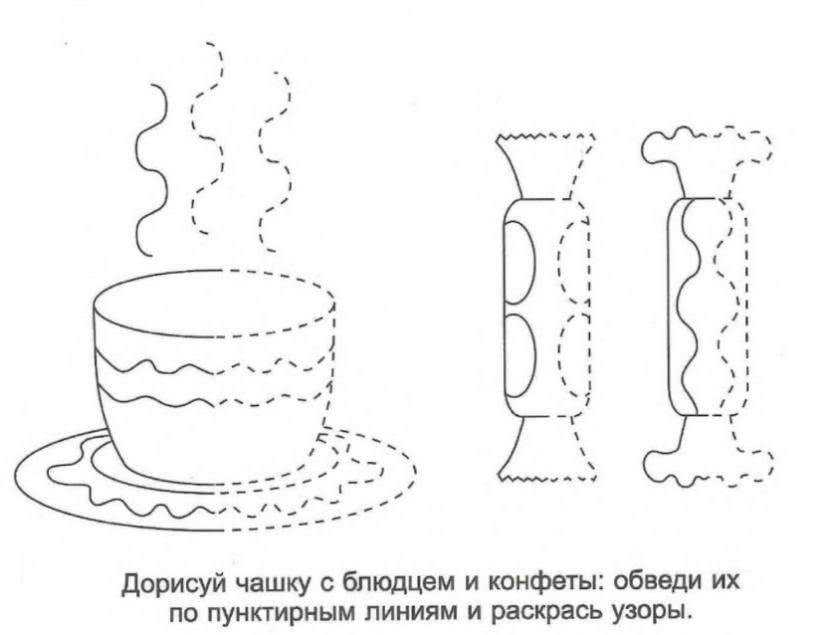 Дорисуй чашку с блюдцем и конфеты: обведи их
по пунктирным линиям и раскрась узоры.